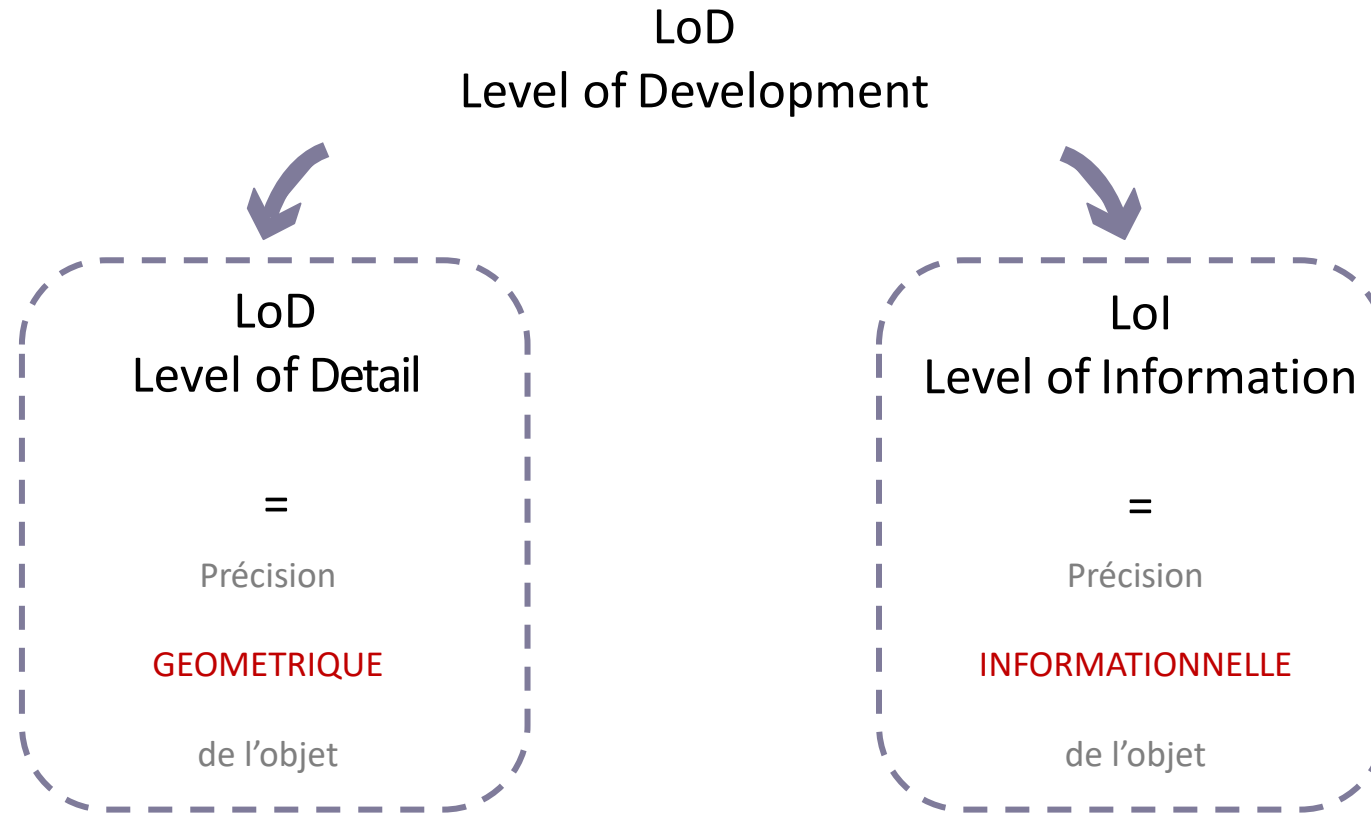 LoD
Level of Development
LoD
Level of Detail
=
Précision
GEOMETRIQUE
de l’objet
LoI
Level of Information
=
Précision
INFORMATIONNELLE
de l’objet